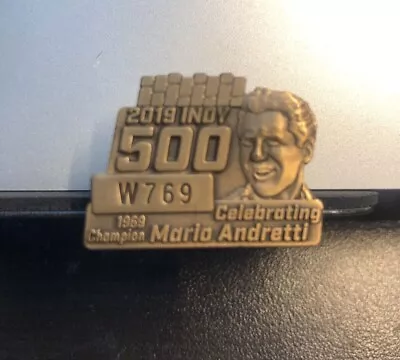 2019 INDY
500
W769
Celebrating
1969
Champion Mario Andretti